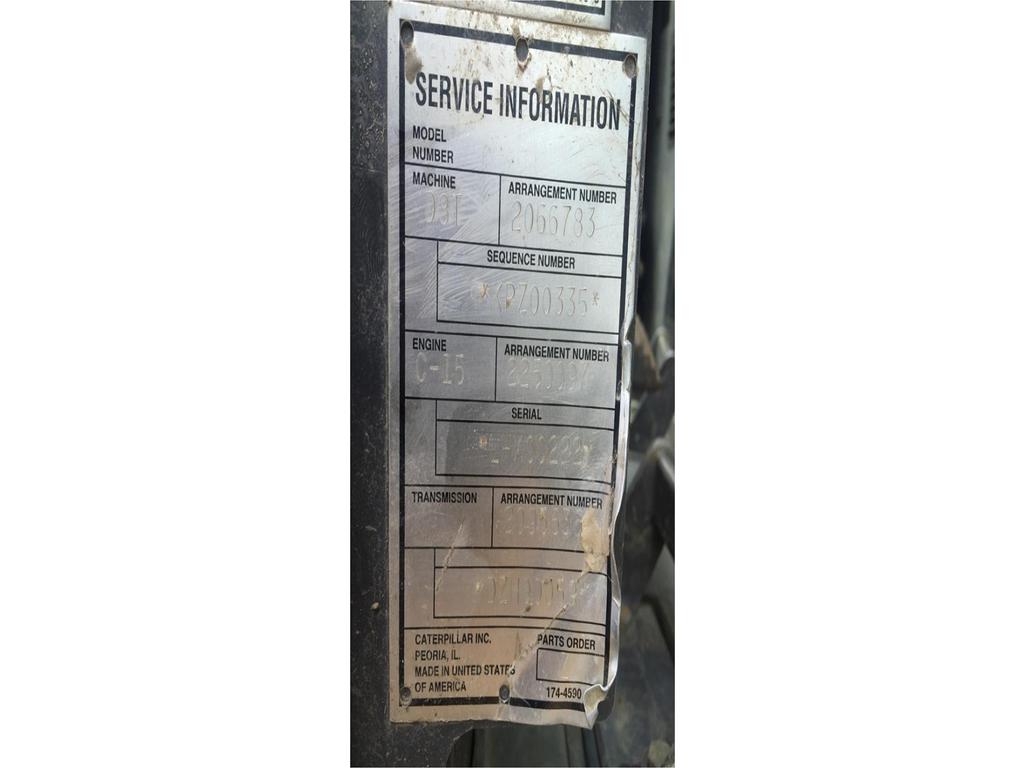 SERVICE INFORMATION
MODEL
NUMBER
MACHINE
ARRANGEMENT NUMBER
D8T
2066783
SEQUENCE NUMBER
*KPZ00335*
ENGINE
ARRANGEMENT NUMBER
C-15
SERIAL
TRANSMISSION
ARRANGEMENT NUMBER
CATERPILLAR INC.
PARTS ORDER
PEORIA, IL.
MADE IN UNITED STATES
OF AMERICA
174-4590